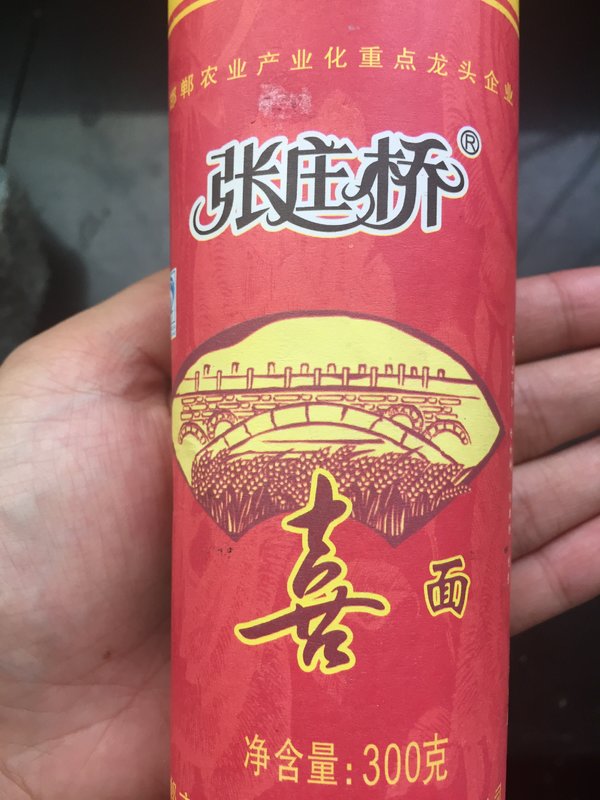 邯郸农业产业化重点龙头企业
张庄桥®
喜
面
净含量:300克